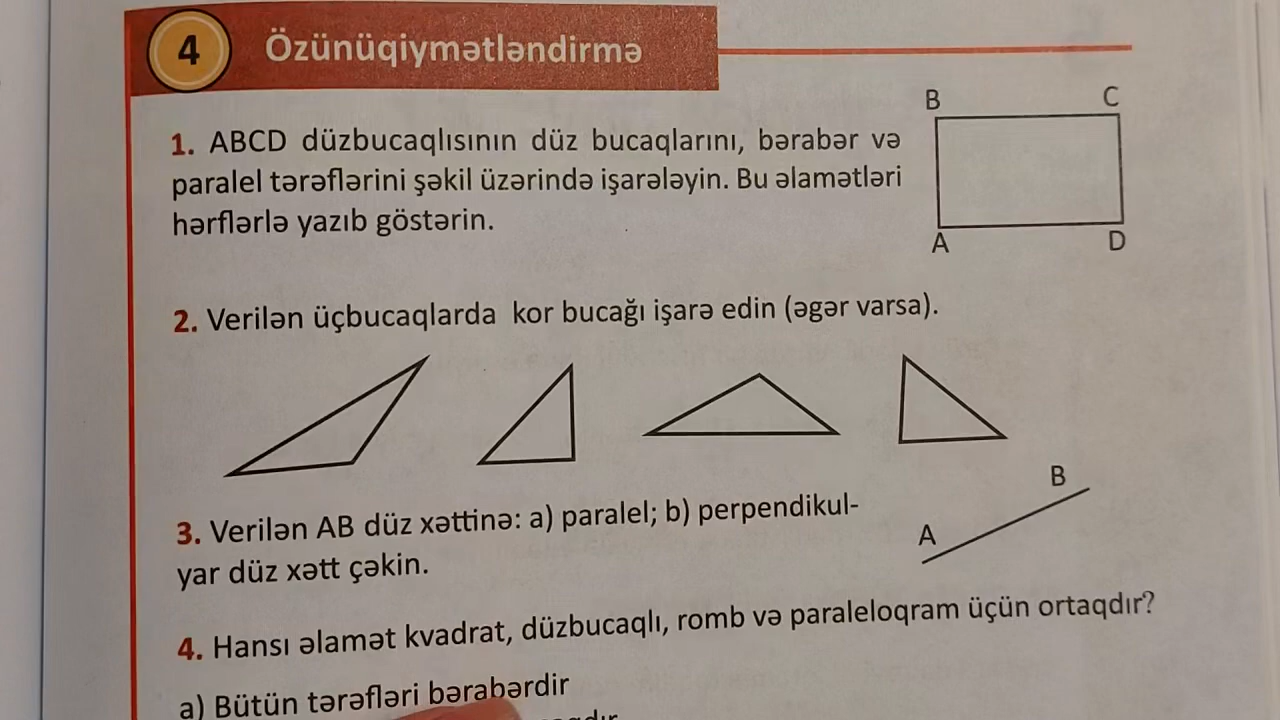 4 Özünüqiymətləndirmə
1. ABCD düzbucaqlısının düz bucaqlarını, bərabər və
paralel tərəflərini şəkil üzərində işarələyin. Bu əlamətləri
hərflərlə yazıb göstərin.
B C
A D
2. Verilən üçbucaqlarda kor bucağı işarə edin (əgər varsa).
3. Verilən AB düz xəttinə: a) paralel; b) perpendikul-
yar düz xətt çəkin.
B
A
4. Hansı əlamət kvadrat, düzbucaqlı, romb və paraleloqram üçün ortaqdır?
a) Bütün tərəfləri bərabərdir